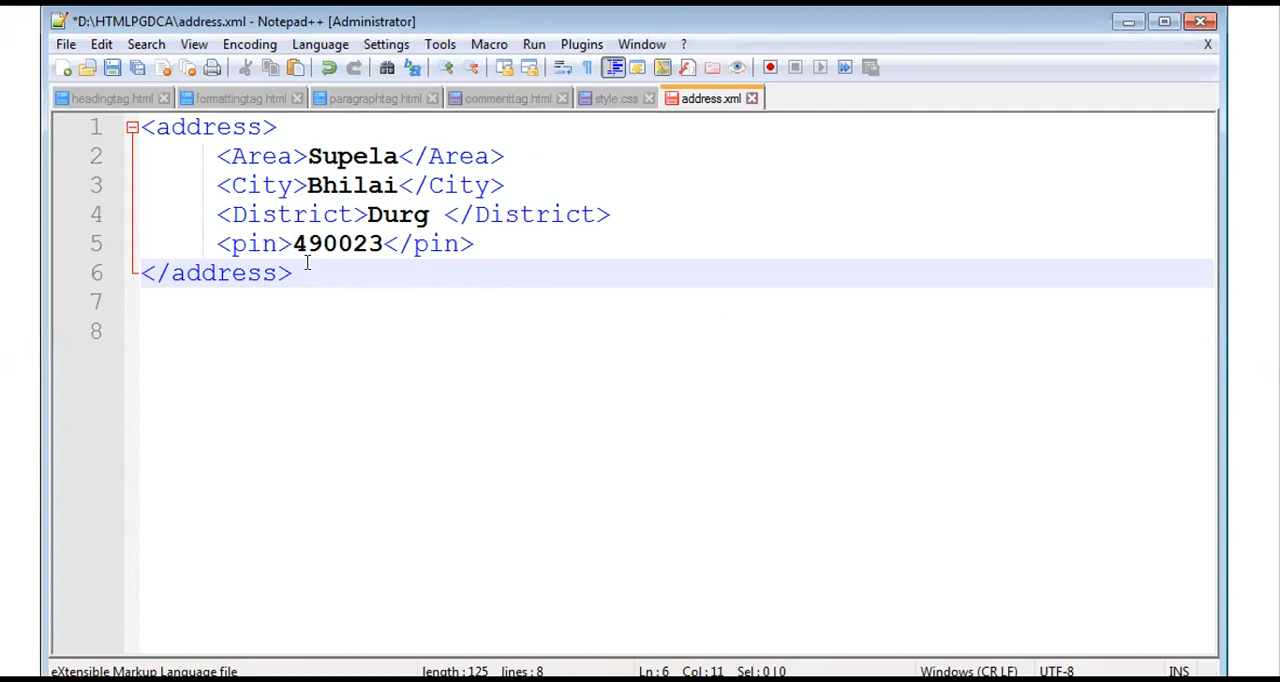 *D:\HTMLPGDCA\address.xml - Notepad++ [Administrator]
File Edit Search View Encoding Language Settings Tools Macro Run Plugins Window ? X
headingtag.html formattingtag.html paragraphtag.html commenttag.html style.css address.xml
1 <address>
2 <Area>Supela</Area>
3 <City>Bhilai</City>
4 <District>Durg </District>
5 <pin>490023</pin>
6 </address>
7
8
eXtensible Markup Language file length : 125 lines : 8 Ln : 6 Col : 11 Sel : 0 | 0 Windows (CR LF) UTF-8 INS